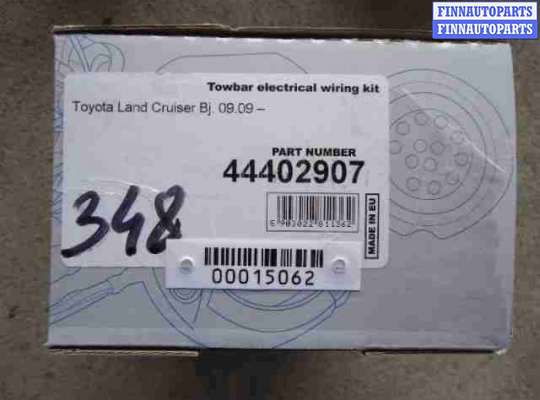 FINNAUTOPARTS
FINNAUTOPARTS
Towbar electrical wiring kit
Toyota Land Cruiser Bj. 09.09 –
PART NUMBER
44402907
MADE IN EU
348
00015062